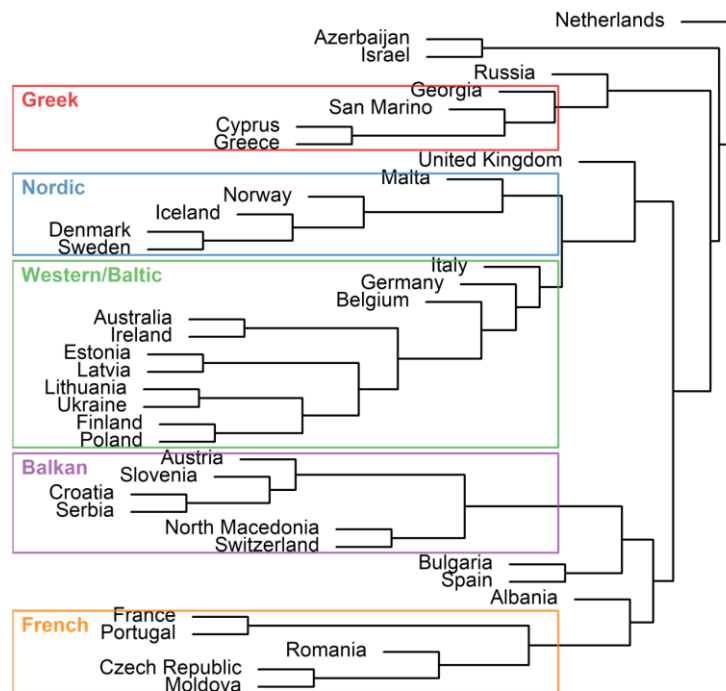 Netherlands
Azerbaijan
Israel
Russia
Georgia
Greek
San Marino
Cyprus
Greece
United Kingdom
Malta
Nordic
Norway
Iceland
Denmark
Sweden
Italy
Western/Baltic
Germany
Belgium
Australia
Ireland
Estonia
Latvia
Lithuania
Ukraine
Finland
Poland
Austria
Balkan
Slovenia
Croatia
Serbia
North Macedonia
Switzerland
Bulgaria
Spain
Albania
France
French
Portugal
Romania
Czech Republic
Moldova